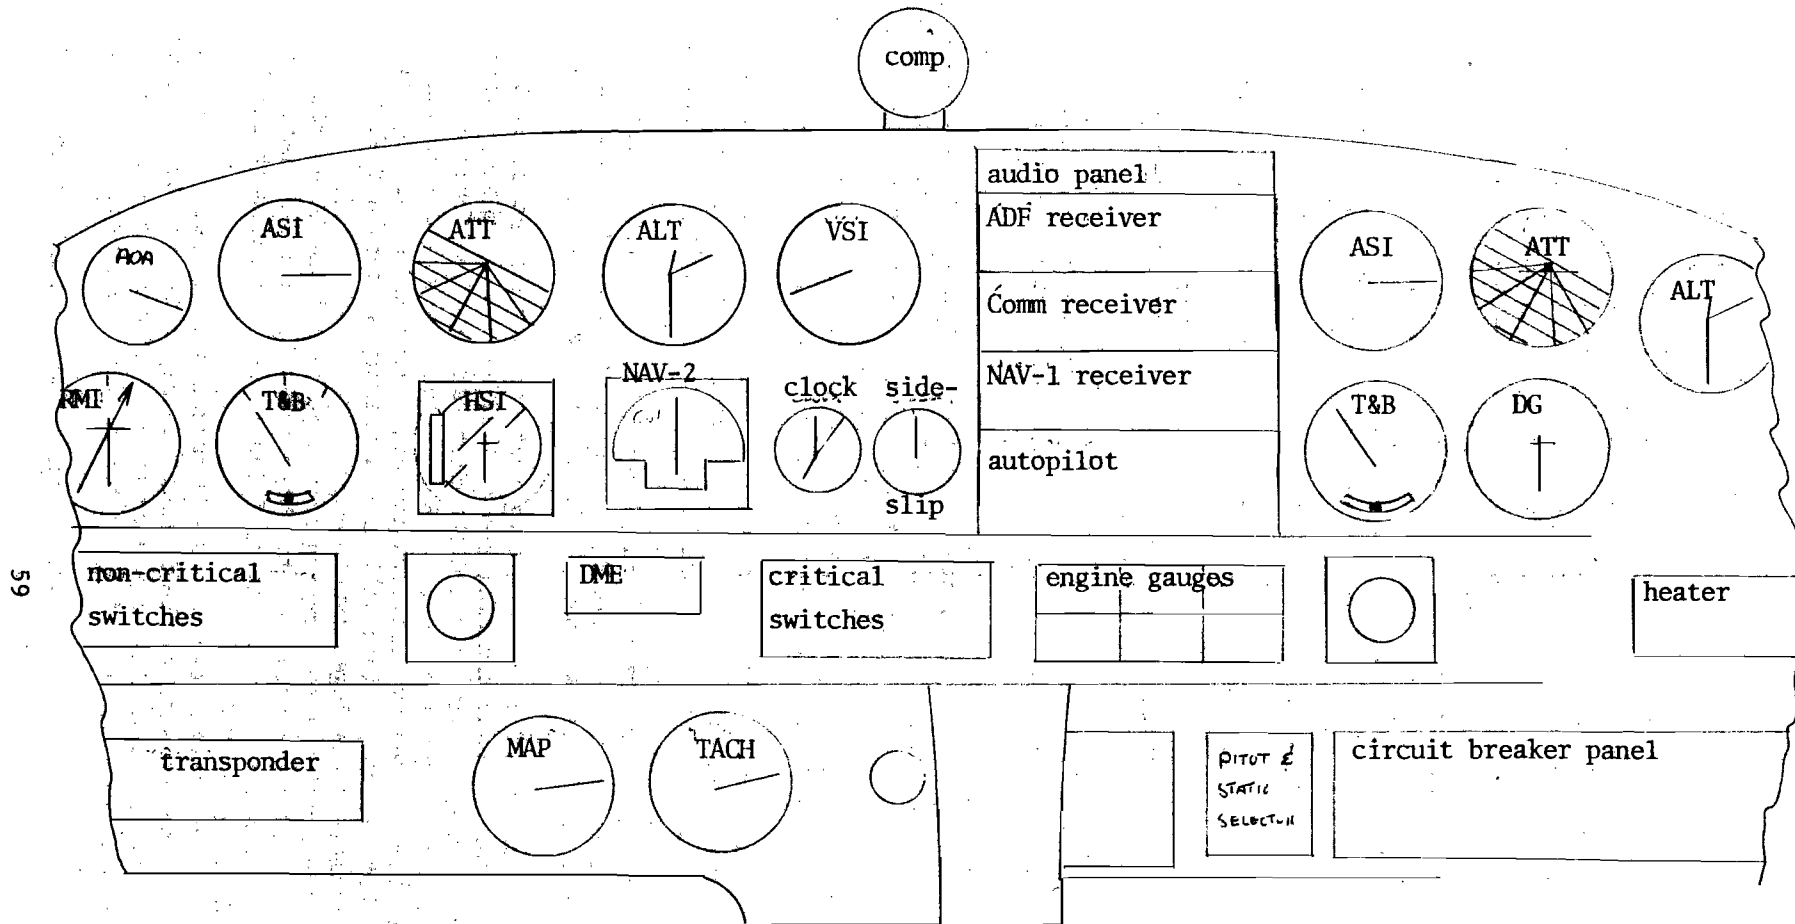 comp
audio panel
ADF receiver
Comm receiver
NAV-1 receiver
autopilot
AOA
ASI
ATT
ALT
VSI
ASI
ATT
ALT
RMI
T&B
HSI
NAV-2
clock
side-
slip
T&B
DG
non-critical
switches
DME
critical
switches
engine gauges
heater
transponder
MAP
TACH
PITOT &
STATIC
SELECTOR
circuit breaker panel
59